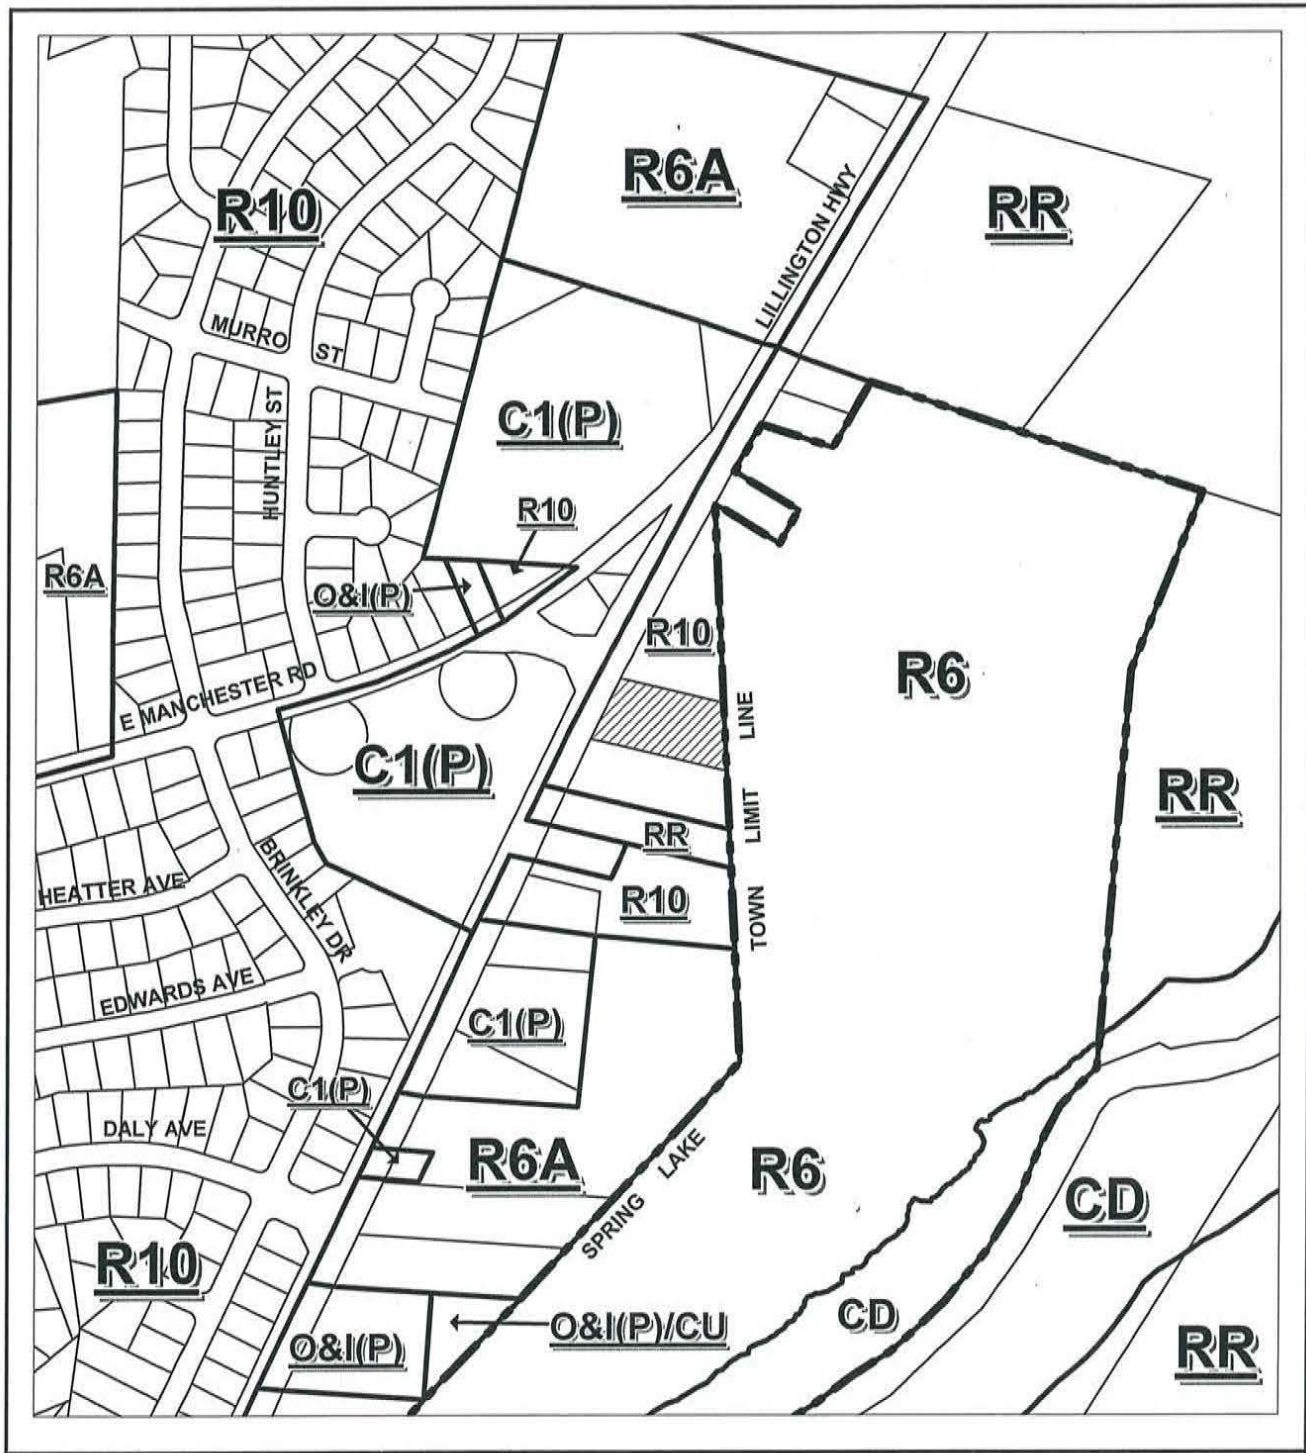 R6A
R10
RR
LILLINGTON HWY
MURRO ST
HUNTLEY ST
C1(P)
R10
R6A
O&I(P)
R10
R6
E MANCHESTER RD
TOWN LIMIT LINE
C1(P)
RR
RR
HEATTER AVE
BRINKLEY DR
R10
EDWARDS AVE
C1(P)
C1(P)
DALY AVE
R6A
SPRING LAKE
R6
CD
R10
CD
O&I(P)/CU
O&I(P)
RR